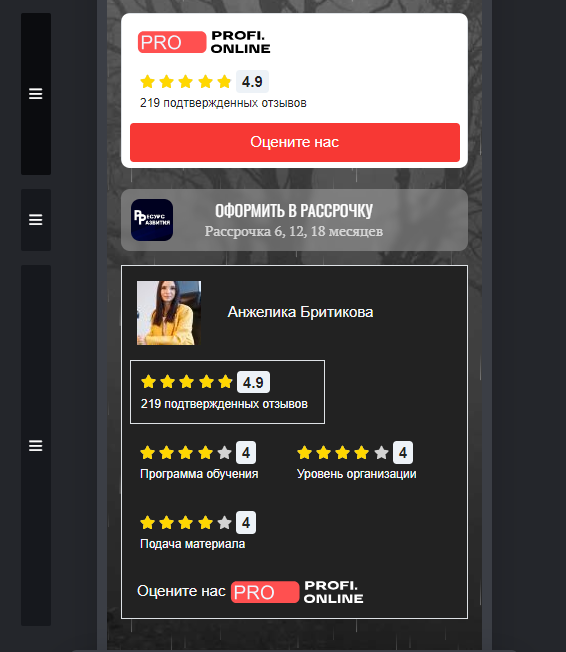 PRO PROFI.
ONLINE
4.9
219 подтвержденных отзывов
Оцените нас
РЕСУРС
РАЗВИТИЯ
ОФОРМИТЬ В РАССРОЧКУ
Рассрочка 6, 12, 18 месяцев
Анжелика Бритикова
4.9
219 подтвержденных отзывов
4
Программа обучения
4
Уровень организации
4
Подача материала
Оцените нас PRO PROFI.
ONLINE